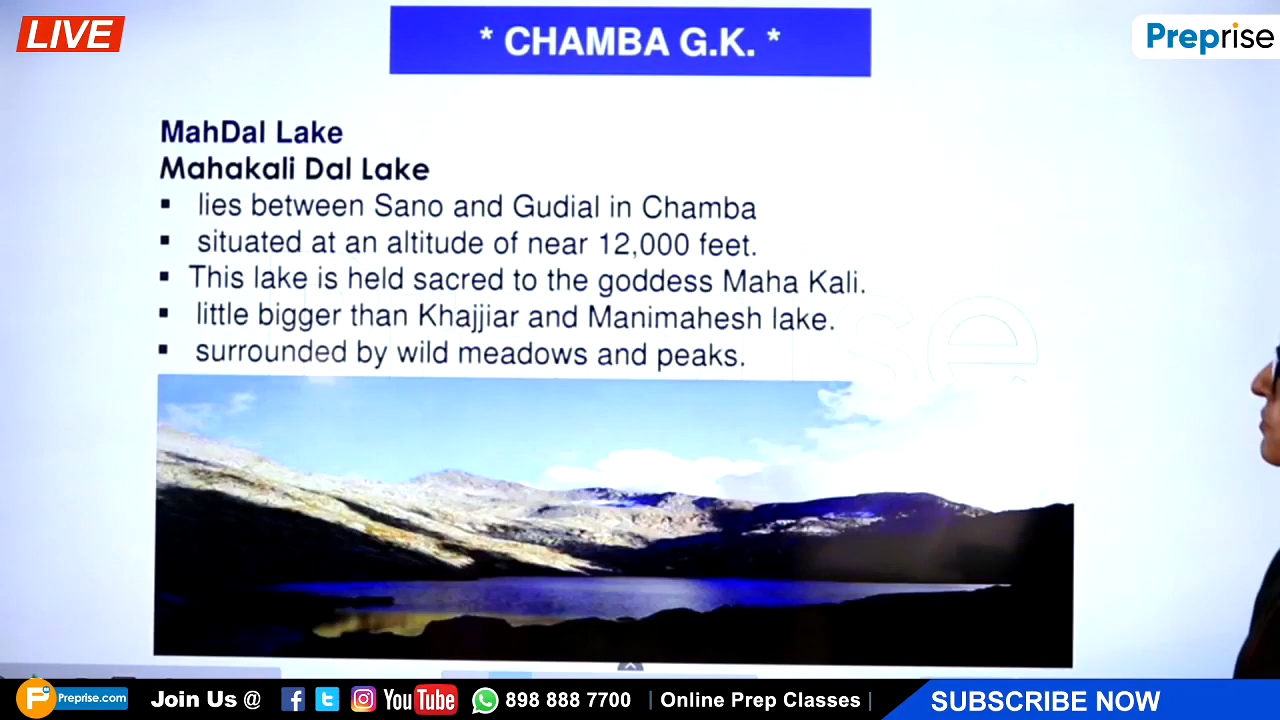 LIVE
* CHAMBA G.K. *
Preprise
MahDal Lake
Mahakali Dal Lake
▪ lies between Sano and Gudial in Chamba
▪ situated at an altitude of near 12,000 feet.
▪ This lake is held sacred to the goddess Maha Kali.
▪ little bigger than Khajjiar and Manimahesh lake.
▪ surrounded by wild meadows and peaks.
Preprise.com Join Us @ YouTube 898 888 7700 | Online Prep Classes | SUBSCRIBE NOW